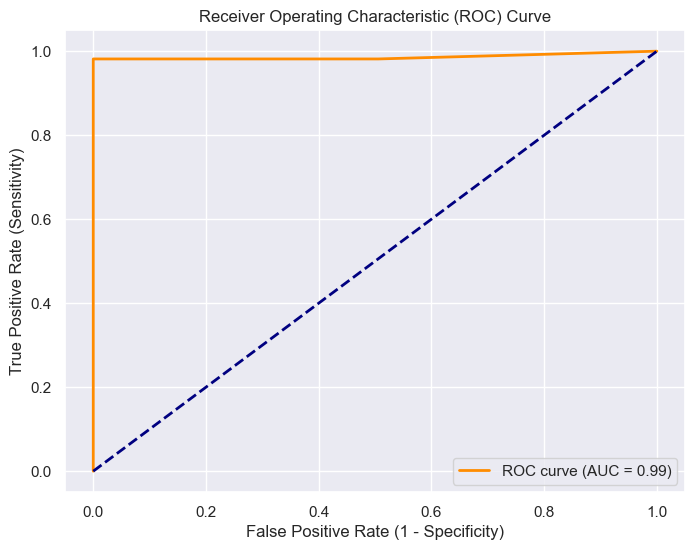 Receiver Operating Characteristic (ROC) Curve
True Positive Rate (Sensitivity)
1.0
0.8
0.6
0.4
0.2
0.0
ROC curve (AUC = 0.99)
0.0 0.2 0.4 0.6 0.8 1.0
False Positive Rate (1 - Specificity)